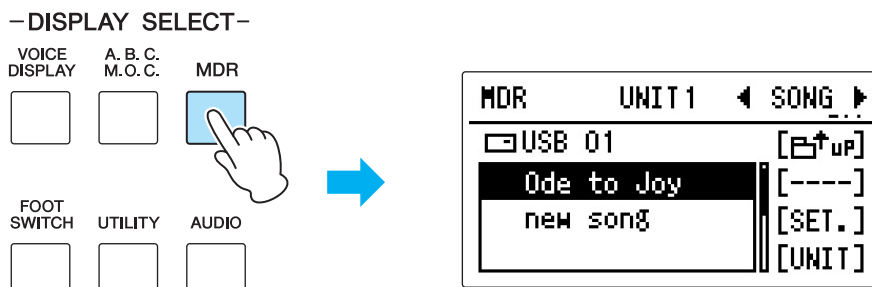 -DISPLAY SELECT-
VOICE DISPLAY
A. B. C. M. O. C.
MDR
FOOT SWITCH
UTILITY
AUDIO
MDR UNIT1 ◀ SONG ▶
USB 01 [UP]
Ode to Joy [----]
new song [SET.]
[UNIT]